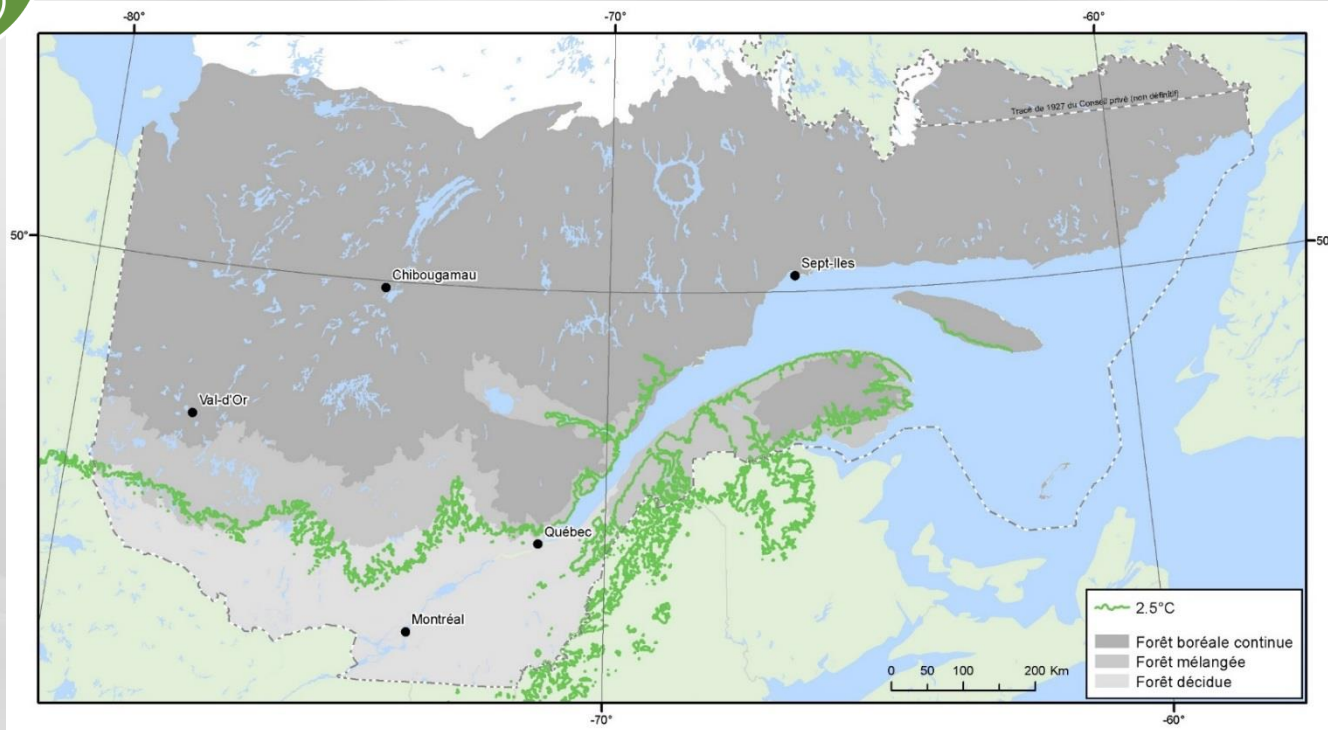 -80°
-70°
-60°
Tracé de 1927 du Conseil privé (non définitif)
50°
50
Sept-Iles
Chibougamau
Val-d'Or
Québec
Montréal
2.5°C
Forêt boréale continue
Forêt mélangée
Forêt décidue
0 50 100 200 Km
-70°
-60°